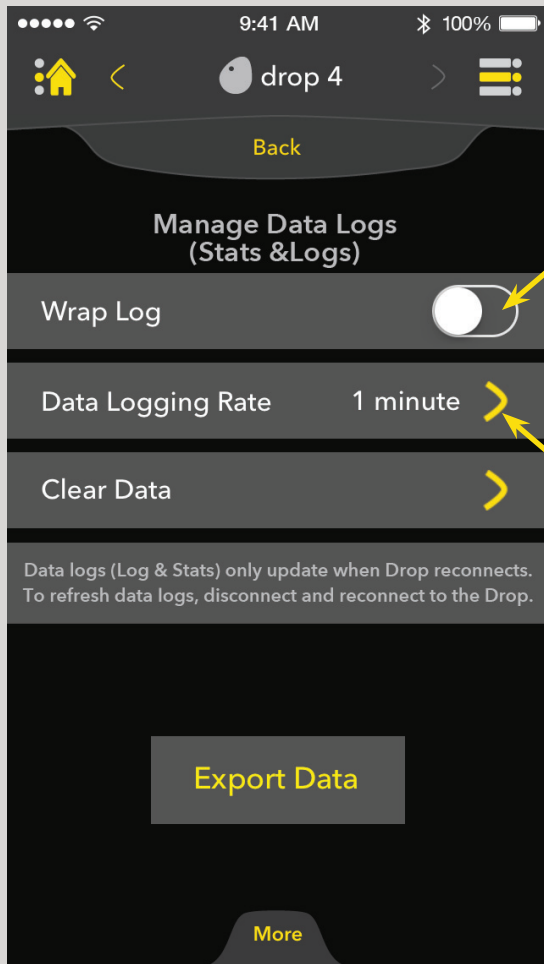 9:41 AM 100%
drop 4
Back
Manage Data Logs
(Stats &Logs)
Wrap Log
Data Logging Rate 1 minute
Clear Data
Data logs (Log & Stats) only update when Drop reconnects.
To refresh data logs, disconnect and reconnect to the Drop.
Export Data
More